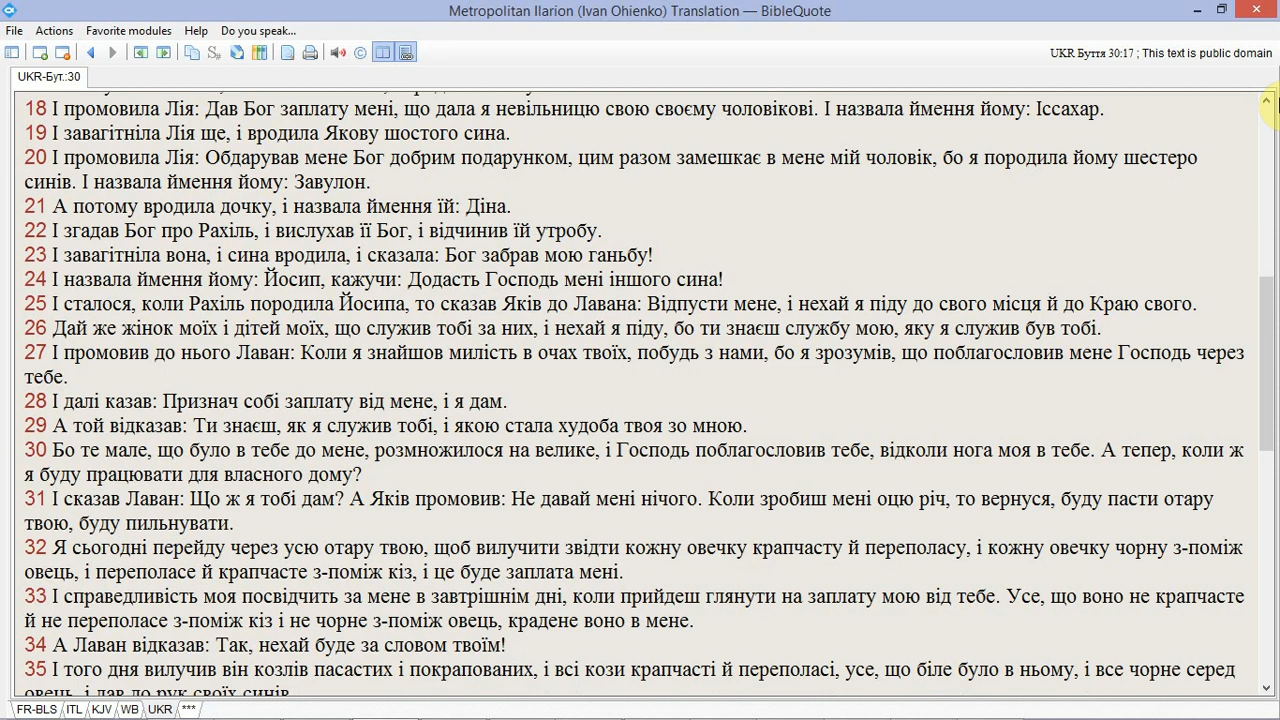 Metropolitan Ilarion (Ivan Ohienko) Translation — BibleQuote
File Actions Favorite modules Help Do you speak...
UKR Буття 30:17 ; This text is public domain
UKR-Бут.:30
18 І промовила Лія: Дав Бог заплату мені, що дала я невільницю свою своєму чоловікові. І назвала ймення йому: Іссахар.
19 І завагітніла Лія ще, і вродила Якову шостого сина.
20 І промовила Лія: Обдарував мене Бог добрим подарунком, цим разом замешкає в мене мій чоловік, бо я породила йому шестеро
синів. І назвала ймення йому: Завулон.
21 А потому вродила дочку, і назвала ймення їй: Діна.
22 І згадав Бог про Рахіль, і вислухав її Бог, і відчинив їй утробу.
23 І завагітніла вона, і сина вродила, і сказала: Бог забрав мою ганьбу!
24 І назвала ймення йому: Йосип, кажучи: Додасть Господь мені іншого сина!
25 І сталося, коли Рахіль породила Йосипа, то сказав Яків до Лавана: Відпусти мене, і нехай я піду до свого місця й до Краю свого.
26 Дай же жінок моїх і дітей моїх, що служив тобі за них, і нехай я піду, бо ти знаєш службу мою, яку я служив був тобі.
27 І промовив до нього Лаван: Коли я знайшов милість в очах твоїх, побудь з нами, бо я зрозумів, що поблагословив мене Господь через
тебе.
28 І далі казав: Признач собі заплату від мене, і я дам.
29 А той відказав: Ти знаєш, як я служив тобі, і якою стала худоба твоя зо мною.
30 Бо те мале, що було в тебе до мене, розмножилося на велике, і Господь поблагословив тебе, відколи нога моя в тебе. А тепер, коли ж
я буду працювати для власного дому?
31 І сказав Лаван: Що ж я тобі дам? А Яків промовив: Не давай мені нічого. Коли зробиш мені оцю річ, то вернуся, буду пасти отару
твою, буду пильнувати.
32 Я сьогодні перейду через усю отару твою, щоб вилучити звідти кожну овечку крапчасту й переполасу, і кожну овечку чорну з-поміж
овець, і переполасе й крапчасте з-поміж кіз, і це буде заплата мені.
33 І справедливість моя посвідчить за мене в завтрішнім дні, коли прийдеш глянути на заплату мою від тебе. Усе, що воно не крапчасте
й не переполасе з-поміж кіз і не чорне з-поміж овець, крадене воно в мене.
34 А Лаван відказав: Так, нехай буде за словом твоїм!
35 І того дня вилучив він козлів пасастих і покрапованих, і всі кози крапчасті й переполасі, усе, що біле було в ньому, і все чорне серед
овець, і дав до рук своїх синів.
FR-BLS ITL KJV WB UKR ***